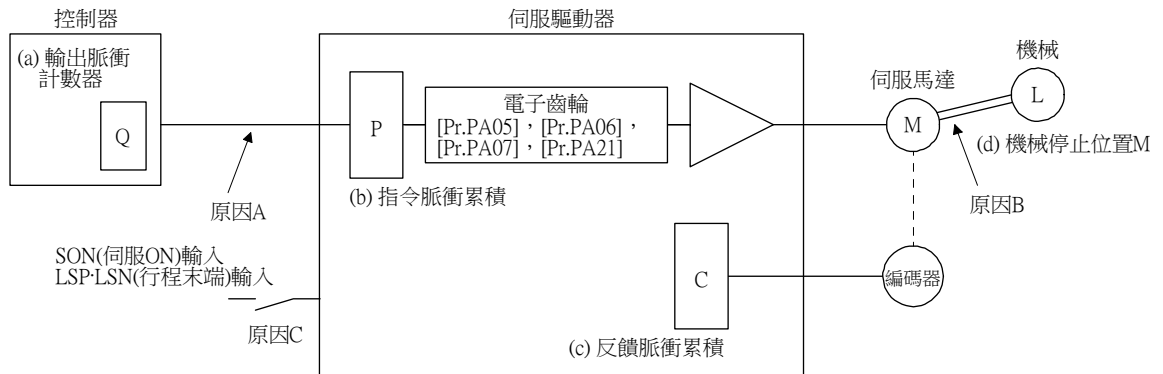 控制器
(a) 輸出脈衝
計數器
Q
原因A
SON(伺服ON)輸入
LSP·LSN(行程末端)輸入
原因C
伺服驅動器
P
(b) 指令脈衝累積
電子齒輪
[Pr.PA05]，[Pr.PA06]，
[Pr.PA07]，[Pr.PA21]
C
(c) 反饋脈衝累積
伺服馬達
M
機械
L
(d) 機械停止位置M
原因B
編碼器